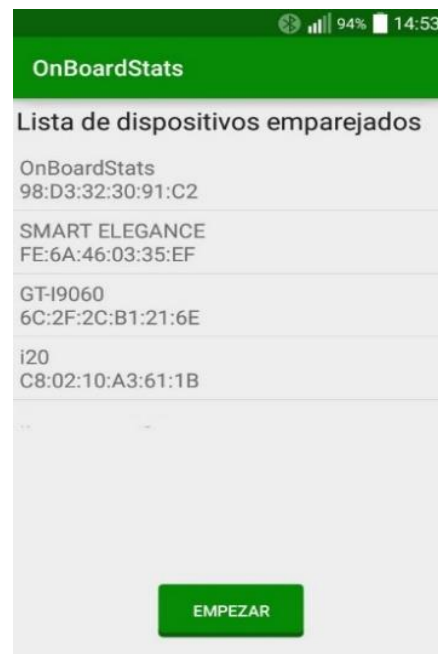 94% 14:53
OnBoardStats
Lista de dispositivos emparejados
OnBoardStats
98:D3:32:30:91:C2
SMART ELEGANCE
FE:6A:46:03:35:EF
GT-I9060
6C:2F:2C:B1:21:6E
i20
C8:02:10:A3:61:1B
EMPEZAR